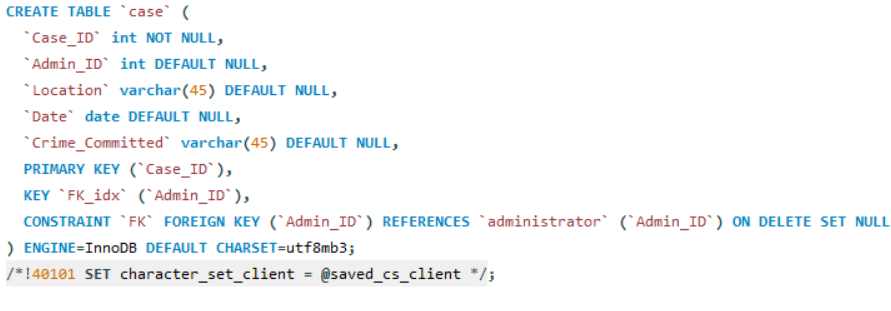 CREATE TABLE `case` (
  `Case_ID` int NOT NULL,
  `Admin_ID` int DEFAULT NULL,
  `Location` varchar(45) DEFAULT NULL,
  `Date` date DEFAULT NULL,
  `Crime_Committed` varchar(45) DEFAULT NULL,
  PRIMARY KEY (`Case_ID`),
  KEY `FK_idx` (`Admin_ID`),
  CONSTRAINT `FK` FOREIGN KEY (`Admin_ID`) REFERENCES `administrator` (`Admin_ID`) ON DELETE SET NULL
) ENGINE=InnoDB DEFAULT CHARSET=utf8mb3;
/*!40101 SET character_set_client = @saved_cs_client */;